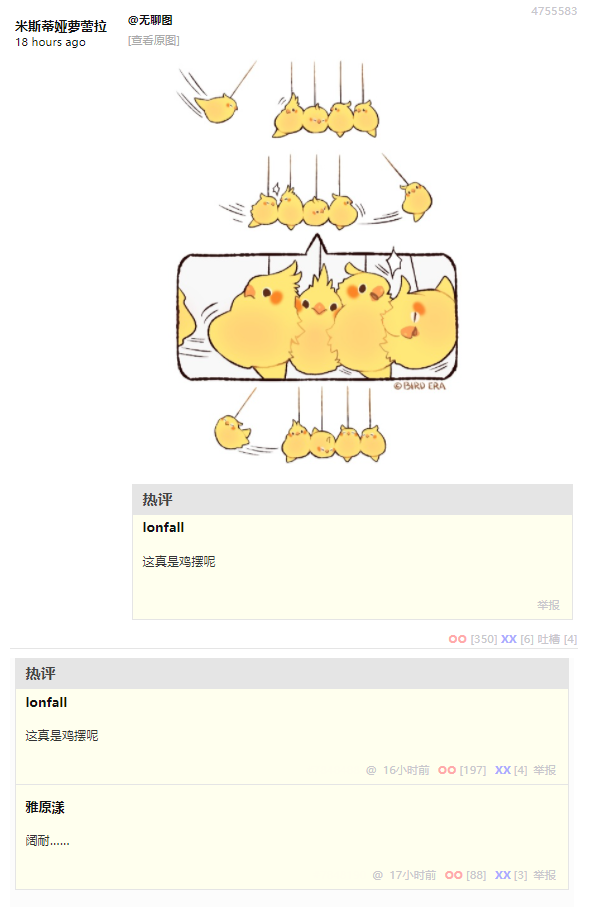 4755583
米斯蒂娅萝蕾拉
@无聊图
18 hours ago
[查看原图]
©BIRD ERA
热评
lonfall
这真是鸡摆呢
举报
OO [350] XX [6] 吐槽 [4]
热评
lonfall
这真是鸡摆呢
@ 16小时前 OO [197] XX [4] 举报
雅原漾
阔耐……
@ 17小时前 OO [88] XX [3] 举报